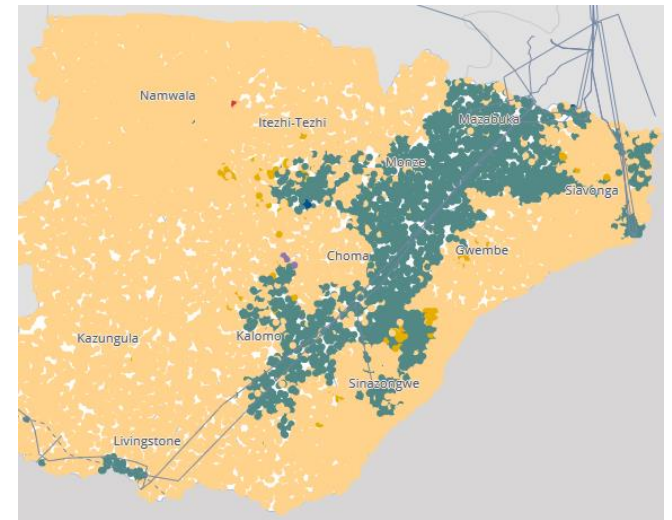 Namwala
Itezhi-Tezhi
Mazabuka
Monze
Siavonga
Choma
Gwembe
Kazungula
Kalomo
Sinazongwe
Livingstone